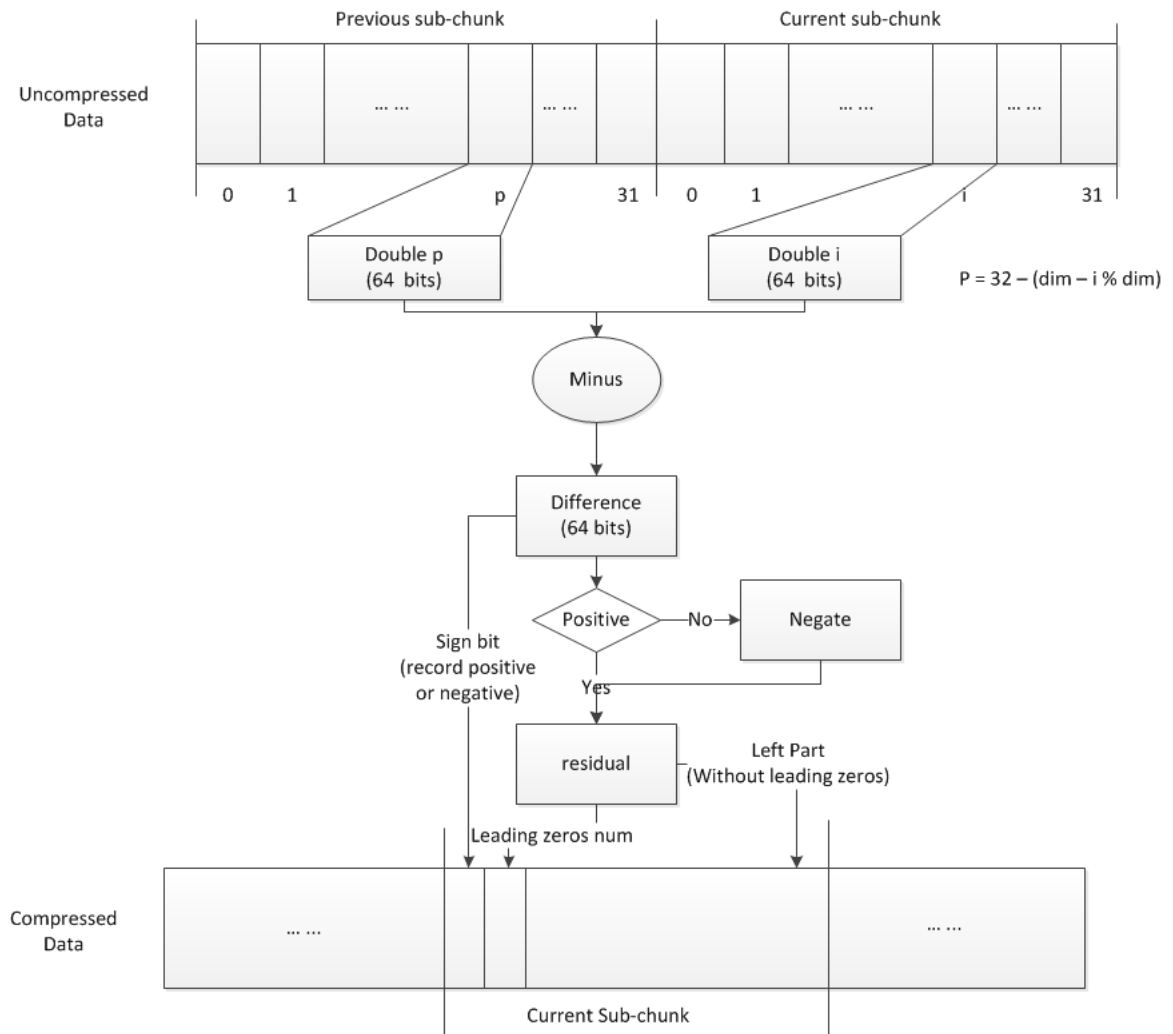 Previous sub-chunk
Current sub-chunk
Uncompressed
Data
... ...
... ...
... ...
... ...
0
1
p
31
0
1
i
31
Double p
(64 bits)
Double i
(64 bits)
P = 32 – (dim – i % dim)
Minus
Difference
(64 bits)
Positive
No
Negate
Sign bit
(record positive
or negative)
Yes
residual
Left Part
(Without leading zeros)
Leading zeros num
Compressed
Data
... ...
... ...
Current Sub-chunk